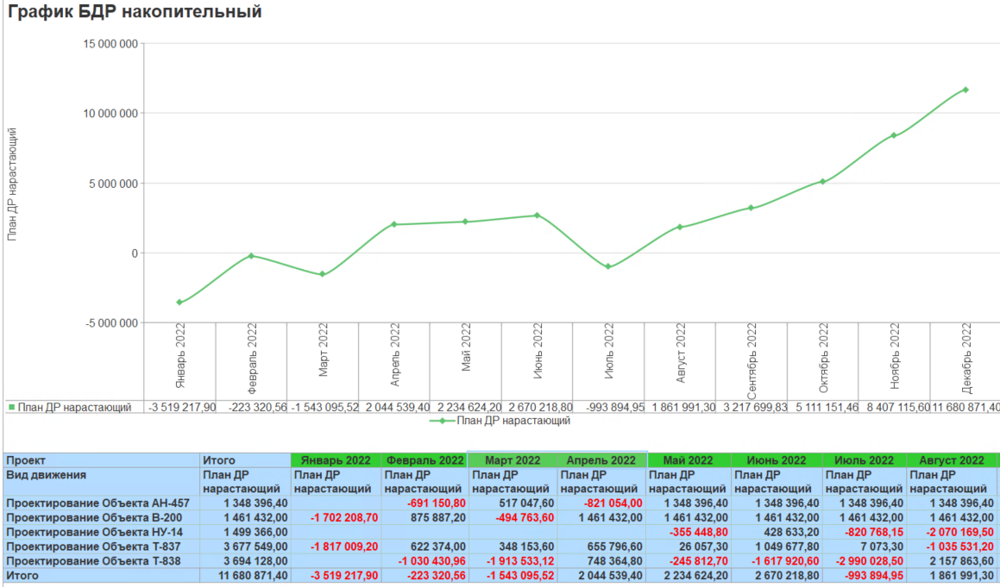 График БДР накопительный
План ДР нарастающий
15 000 000
10 000 000
5 000 000
0
-5 000 000
Январь 2022
Февраль 2022
Март 2022
Апрель 2022
Май 2022
Июнь 2022
Июль 2022
Август 2022
Сентябрь 2022
Октябрь 2022
Ноябрь 2022
Декабрь 2022
План ДР нарастающий -3 519 217,90 -223 320,56 -1 543 095,52 2 044 539,40 2 234 624,20 2 670 218,80 -993 894,95 1 861 991,30 3 217 699,83 5 111 151,46 8 407 115,60 11 680 871,40
План ДР нарастающий
Проект Итого Январь 2022 Февраль 2022 Март 2022 Апрель 2022 Май 2022 Июнь 2022 Июль 2022 Август 2022
Вид движения План ДР План ДР План ДР План ДР План ДР План ДР План ДР План ДР План ДР
нарастающий нарастающий нарастающий нарастающий нарастающий нарастающий нарастающий нарастающий нарастающий
Проектирование Объекта АН-457 1 348 396,40 -691 150,80 517 047,60 -821 054,00 1 348 396,40 1 348 396,40 1 348 396,40 1 348 396,40
Проектирование Объекта В-200 1 461 432,00 -1 702 208,70 875 887,20 -494 763,60 1 461 432,00 1 461 432,00 1 461 432,00 1 461 432,00 1 461 432,00
Проектирование Объекта НУ-14 1 499 366,00 -355 448,80 428 633,20 -820 768,15 -2 070 169,50
Проектирование Объекта Т-837 3 677 549,00 -1 817 009,20 622 374,00 348 153,60 655 796,60 26 057,30 1 049 677,80 7 073,30 -1 035 531,20
Проектирование Объекта Т-838 3 694 128,00 -1 030 430,96 -1 913 533,12 748 364,80 -245 812,70 -1 617 920,60 -2 990 028,50 2 157 863,60
Итого 11 680 871,40 -3 519 217,90 -223 320,56 -1 543 095,52 2 044 539,40 2 234 624,20 2 670 218,80 -993 894,95 1 861 991,30